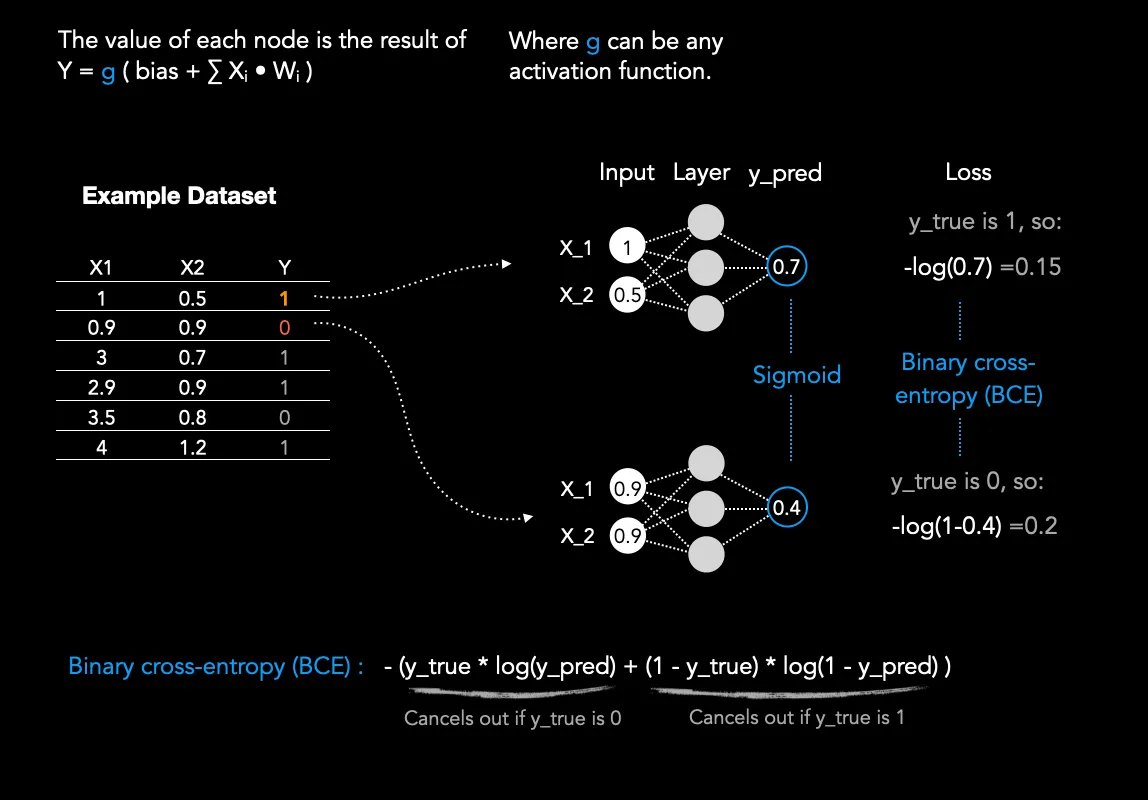 The value of each node is the result of
Y = g ( bias + ∑ Xᵢ • Wᵢ )
Where g can be any
activation function.
Example Dataset
X1 X2 Y
1 0.5 1
0.9 0.9 0
3 0.7 1
2.9 0.9 1
3.5 0.8 0
4 1.2 1
Input Layer y_pred Loss
X_1 1
X_2 0.5
0.7
y_true is 1, so:
-log(0.7) =0.15
Sigmoid
Binary cross-
entropy (BCE)
X_1 0.9
X_2 0.9
0.4
y_true is 0, so:
-log(1-0.4) =0.2
Binary cross-entropy (BCE) : - (y_true * log(y_pred) + (1 - y_true) * log(1 - y_pred) )
Cancels out if y_true is 0 Cancels out if y_true is 1